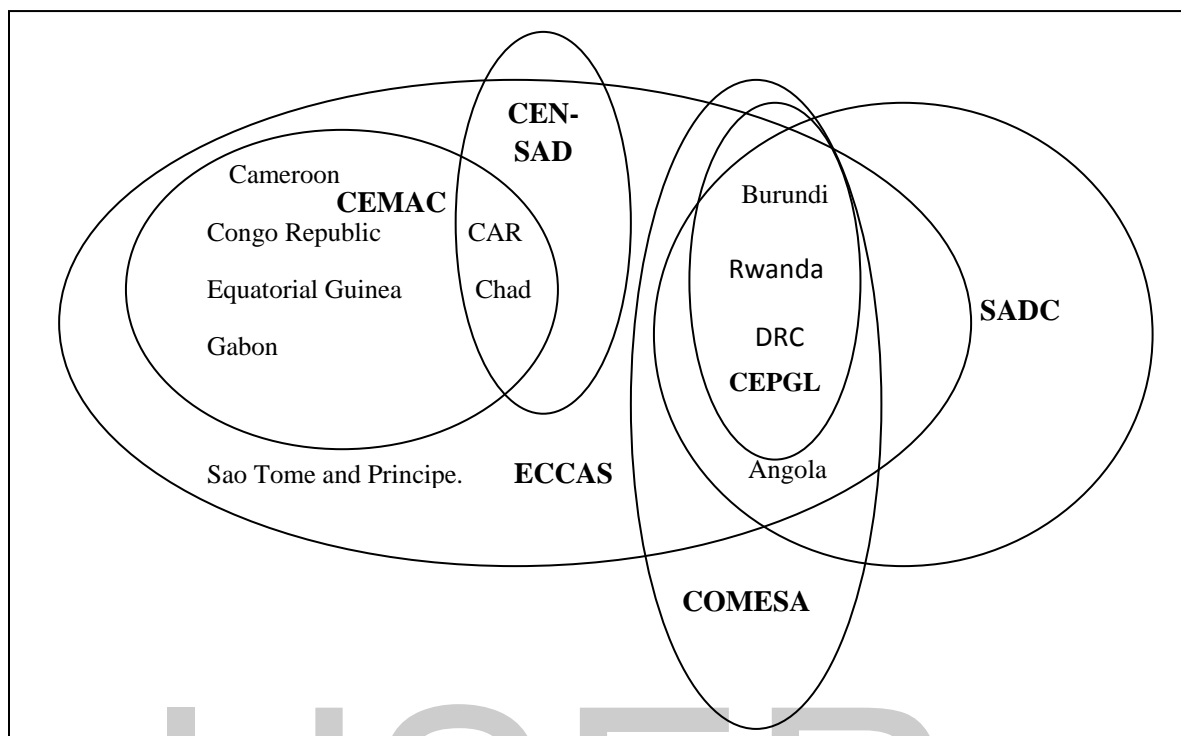 CEN-
SAD
Cameroon
CEMAC
Congo Republic
CAR
Equatorial Guinea
Chad
Gabon
Burundi
Rwanda
DRC
CEPGL
SADC
Sao Tome and Principe.
ECCAS
Angola
COMESA